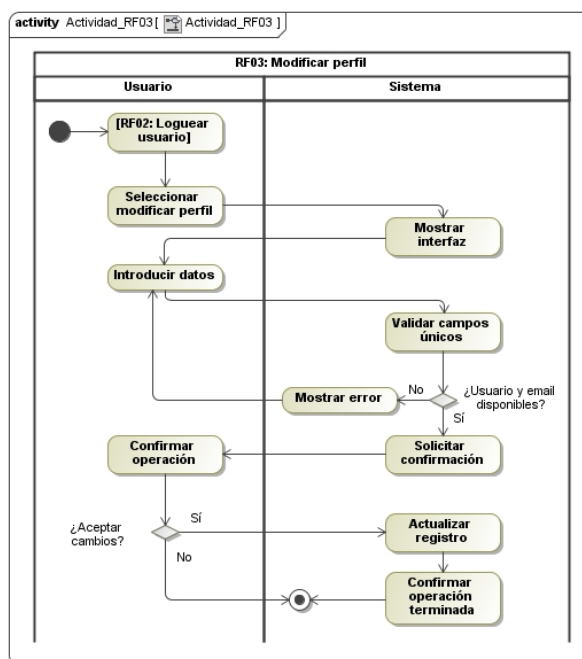 activity Actividad_RF03 [ Actividad_RF03 ]
RF03: Modificar perfil
Usuario
Sistema
[RF02: Loguear
usuario]
Seleccionar
modificar perfil
Mostrar
interfaz
Introducir datos
Validar campos
únicos
Mostrar error
No
¿Usuario y email
disponibles?
Sí
Confirmar
operación
Solicitar
confirmación
¿Aceptar
cambios?
Sí
No
Actualizar
registro
Confirmar
operación
terminada